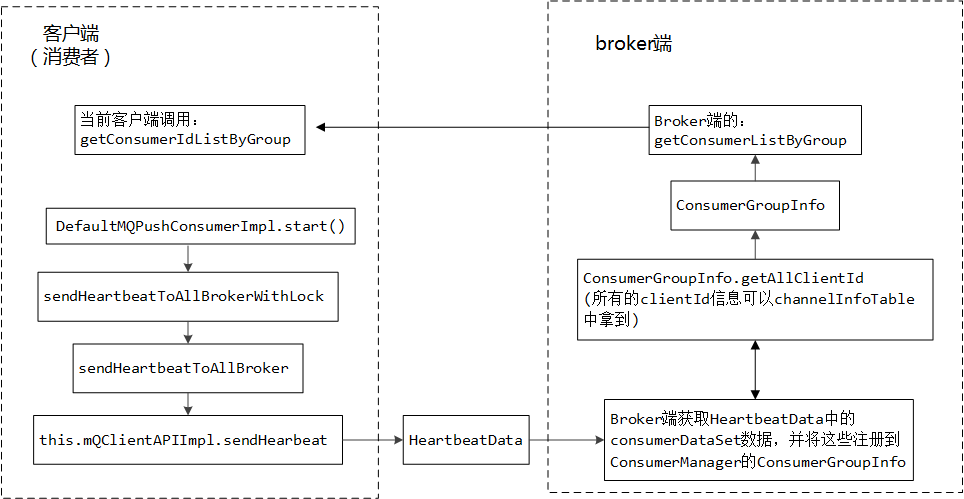 客户端
（消费者）
broker端
当前客户端调用：
getConsumerIdListByGroup
Broker端的：
getConsumerListByGroup
ConsumerGroupInfo
DefaultMQPushConsumerImpl.start()
ConsumerGroupInfo.getAllClientId
(所有的clientId信息可以channelInfoTable
中拿到)
sendHeartbeatToAllBrokerWithLock
sendHeartbeatToAllBroker
this.mQClientAPIImpl.sendHearbeat
HeartbeatData
Broker端获取HeartbeatData中的
consumerDataSet数据，并将这些注册到
ConsumerManager的ConsumerGroupInfo